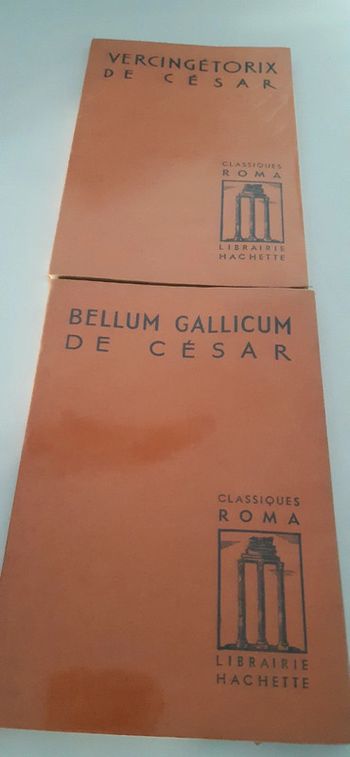 VERCINGÉTORIX
DE CÉSAR
CLASSIQUES
ROMA
LIBRAIRIE
HACHETTE
BELLUM GALLICUM
DE CÉSAR
CLASSIQUES
ROMA
LIBRAIRIE
HACHETTE